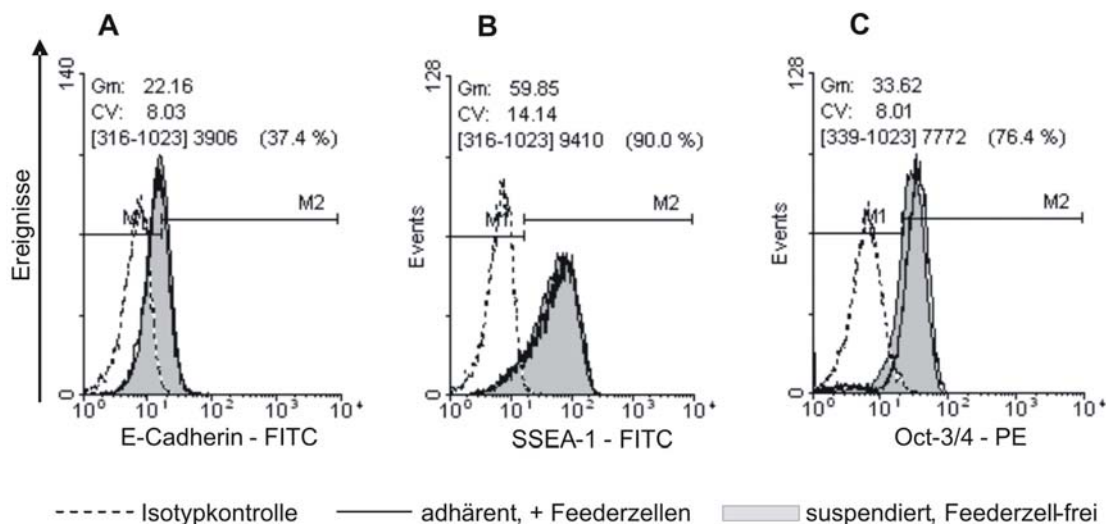 A
B
C
Ereignisse
140
Gm: 22.16
CV: 8.03
[316-1023] 3906 (37.4 %)
M2
0
10⁰ 10¹ 10² 10³ 10⁴
E-Cadherin - FITC
Events
128
Gm: 59.85
CV: 14.14
[316-1023] 9410 (90.0 %)
M1
M2
0
10⁰ 10¹ 10² 10³ 10⁴
SSEA-1 - FITC
Events
128
Gm: 33.62
CV: 8.01
[339-1023] 7772 (76.4 %)
M1
M2
0
10⁰ 10¹ 10² 10³ 10⁴
Oct-3/4 - PE
Isotypkontrolle adhärent, + Feederzellen suspendiert, Feederzell-frei